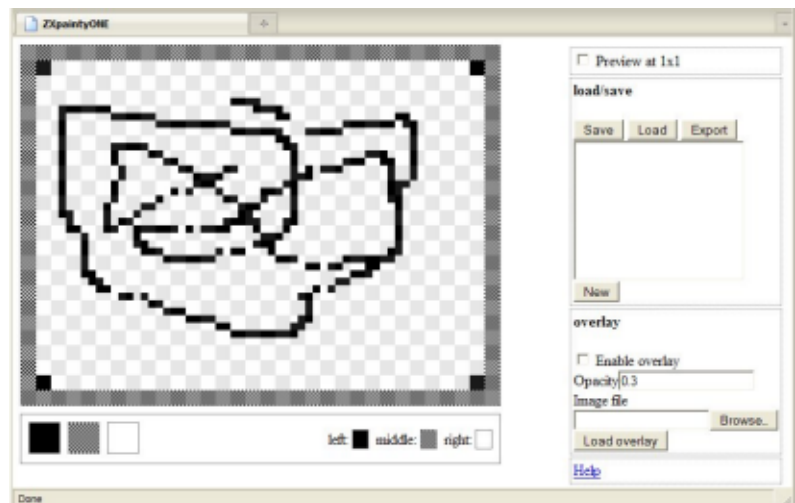 ZXpaintyONE
Preview at 1x1
load/save
Save Load Export
New
overlay
Enable overlay
Opacity 0.3
Image file
Browse..
Load overlay
left: middle: right:
Help
Done